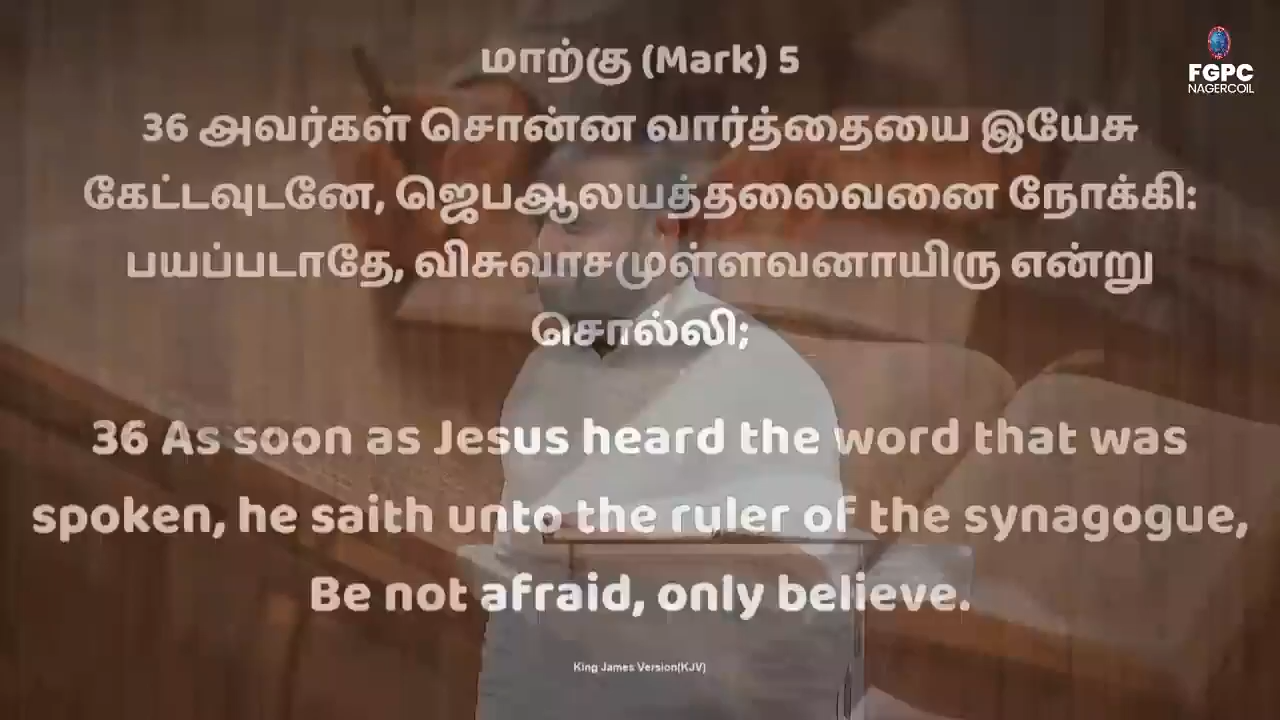 மாற்கு (Mark) 5
FGPC
NAGERCOIL
36 அவர்கள் சொன்ன வார்த்தையை இயேசு
கேட்டவுடனே, ஜெபஆலயத்தலைவனை நோக்கி:
பயப்படாதே, விசுவாசமுள்ளவனாயிரு என்று
சொல்லி;
36 As soon as Jesus heard the word that was
spoken, he saith unto the ruler of the synagogue,
Be not afraid, only believe.
King James Version(KJV)